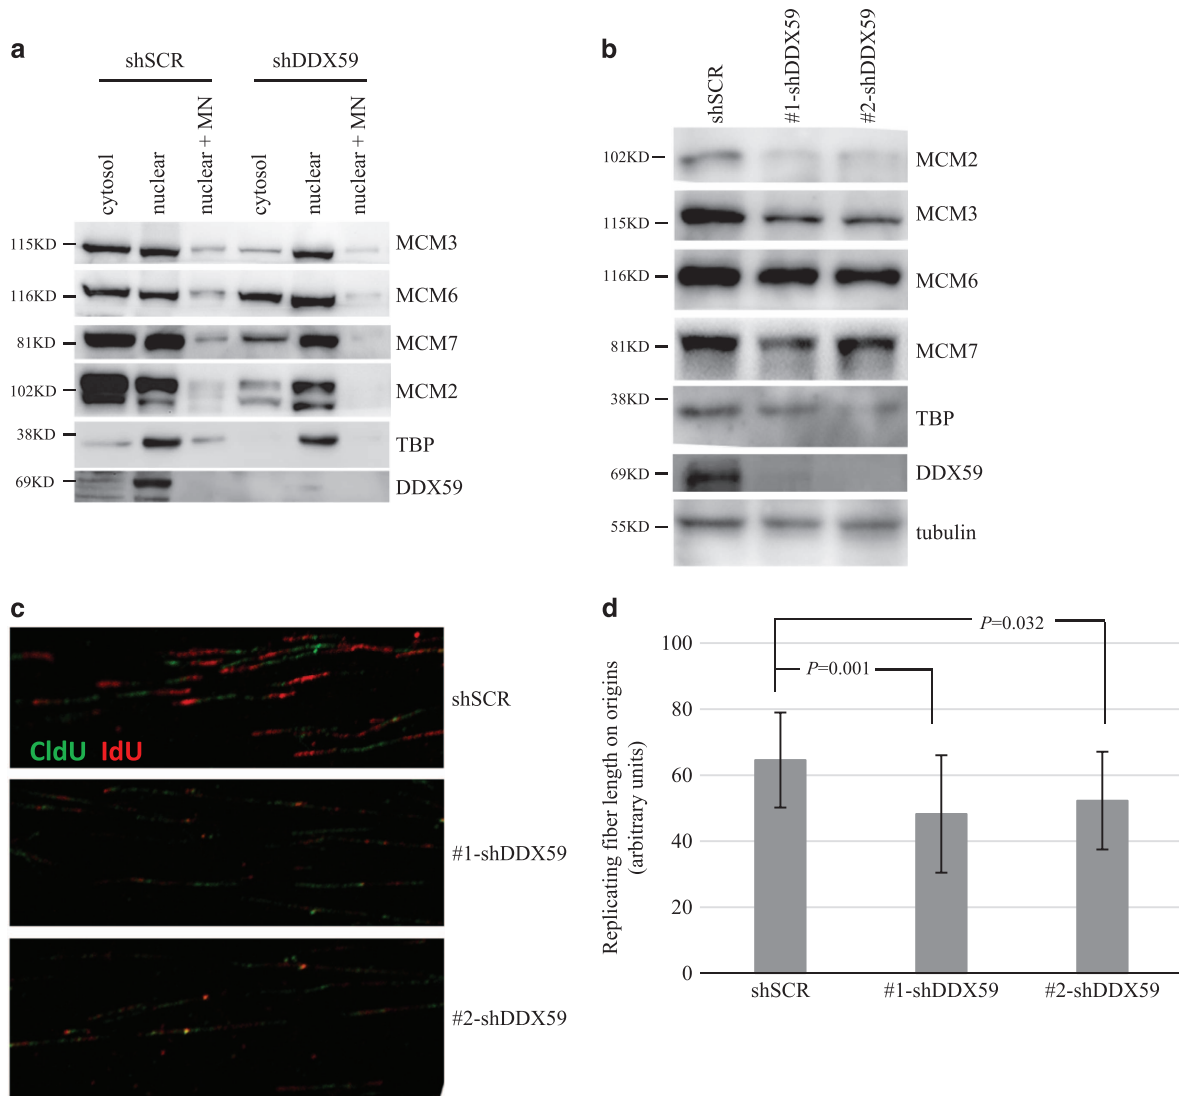 a
shSCR shDDX59
cytosol nuclear nuclear + MN cytosol nuclear nuclear + MN
115KD MCM3
116KD MCM6
81KD MCM7
102KD MCM2
38KD TBP
69KD DDX59
b
shSCR #1-shDDX59 #2-shDDX59
102KD MCM2
115KD MCM3
116KD MCM6
81KD MCM7
38KD TBP
69KD DDX59
55KD tubulin
c
CldU IdU
shSCR
#1-shDDX59
#2-shDDX59
d
Replicating fiber length on origins
(arbitrary units)
100
80
60
40
20
0
P=0.032
P=0.001
shSCR #1-shDDX59 #2-shDDX59